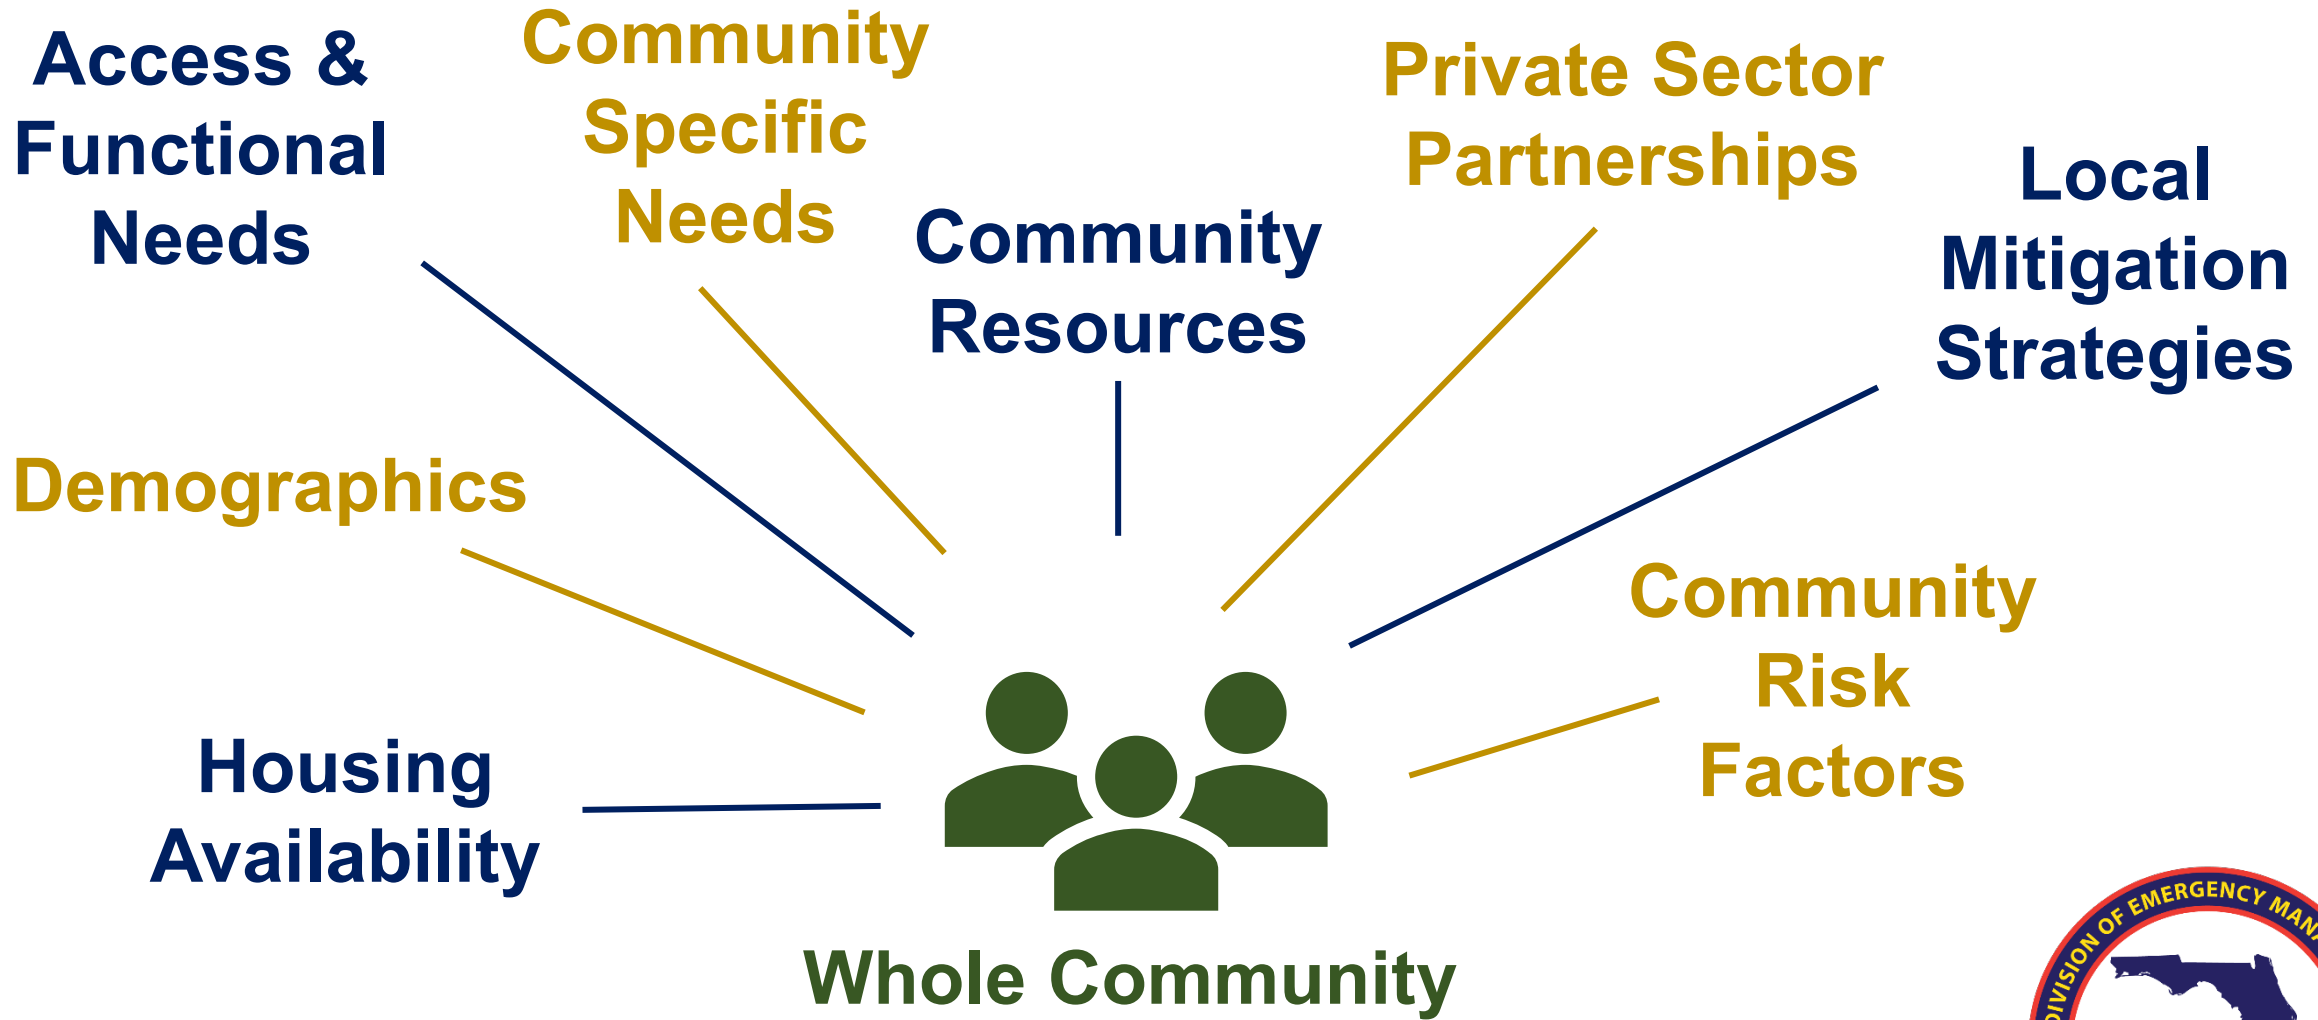 Access &
Functional
Needs
Community
Specific
Needs
Community
Resources
Private Sector
Partnerships
Local
Mitigation
Strategies
Demographics
Community
Risk
Factors
Housing
Availability
Whole Community
DIVISION OF EMERGENCY